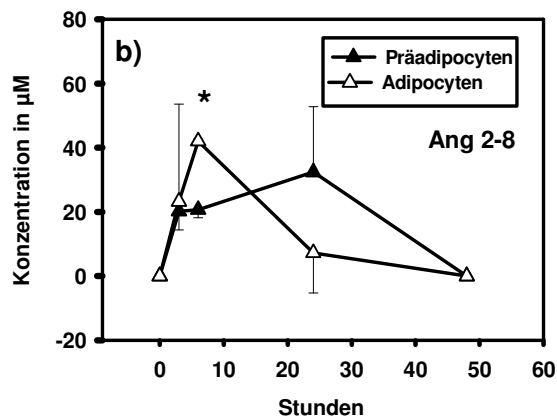 b)
Präadipocyten
Adipocyten
*
Ang 2-8
Konzentration in µM
80
60
40
20
0
-20
0 10 20 30 40 50 60
Stunden